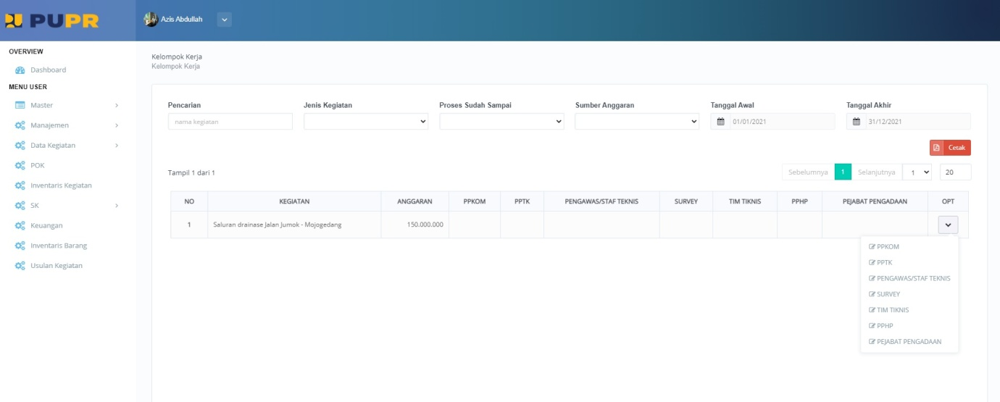 PUPR
Azis Abdullah
OVERVIEW
Dashboard
MENU USER
Master
Manajemen
Data Kegiatan
POK
Inventaris Kegiatan
SK
Keuangan
Inventaris Barang
Usulan Kegiatan
Kelompok Kerja
Kelompok Kerja
Pencarian Jenis Kegiatan Proses Sudah Sampai Sumber Anggaran Tanggal Awal Tanggal Akhir
nama kegiatan 01/01/2021 31/12/2021
Cetak
Tampil 1 dari 1 Sebelumnya 1 Selanjutnya 1 20
NO KEGIATAN ANGGARAN PPKOM PPTK PENGAWAS/STAF TEKNIS SURVEY TIM TIKNIS PPHP PEJABAT PENGADAAN OPT
1 Saluran drainase Jalan Jumok - Mojogedang 150.000.000
PPKOM
PPTK
PENGAWAS/STAF TEKNIS
SURVEY
TIM TIKNIS
PPHP
PEJABAT PENGADAAN